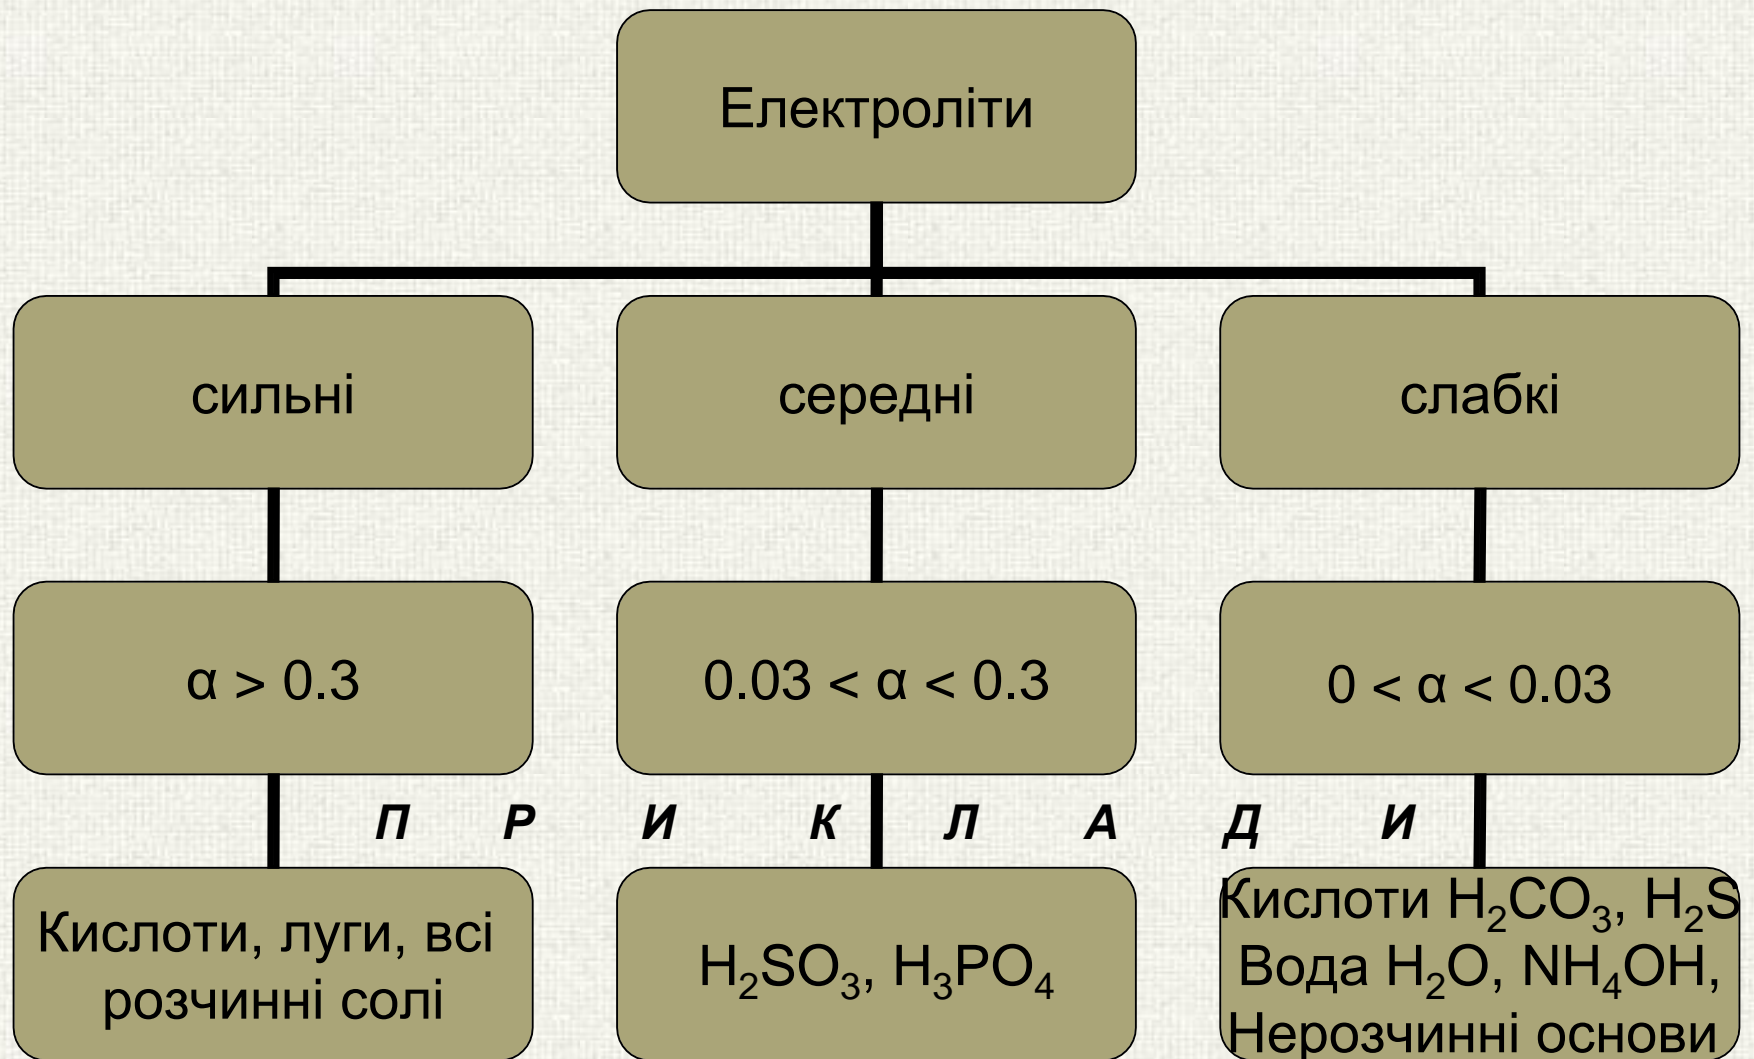 Електроліти
сильні
середні
слабкі
α > 0.3
0.03 < α < 0.3
0 < α < 0.03
П Р И К Л А Д И
Кислоти, луги, всі
розчинні солі
H₂SO₃, H₃PO₄
Кислоти H₂CO₃, H₂S
Вода H₂O, NH₄OH,
Нерозчинні основи